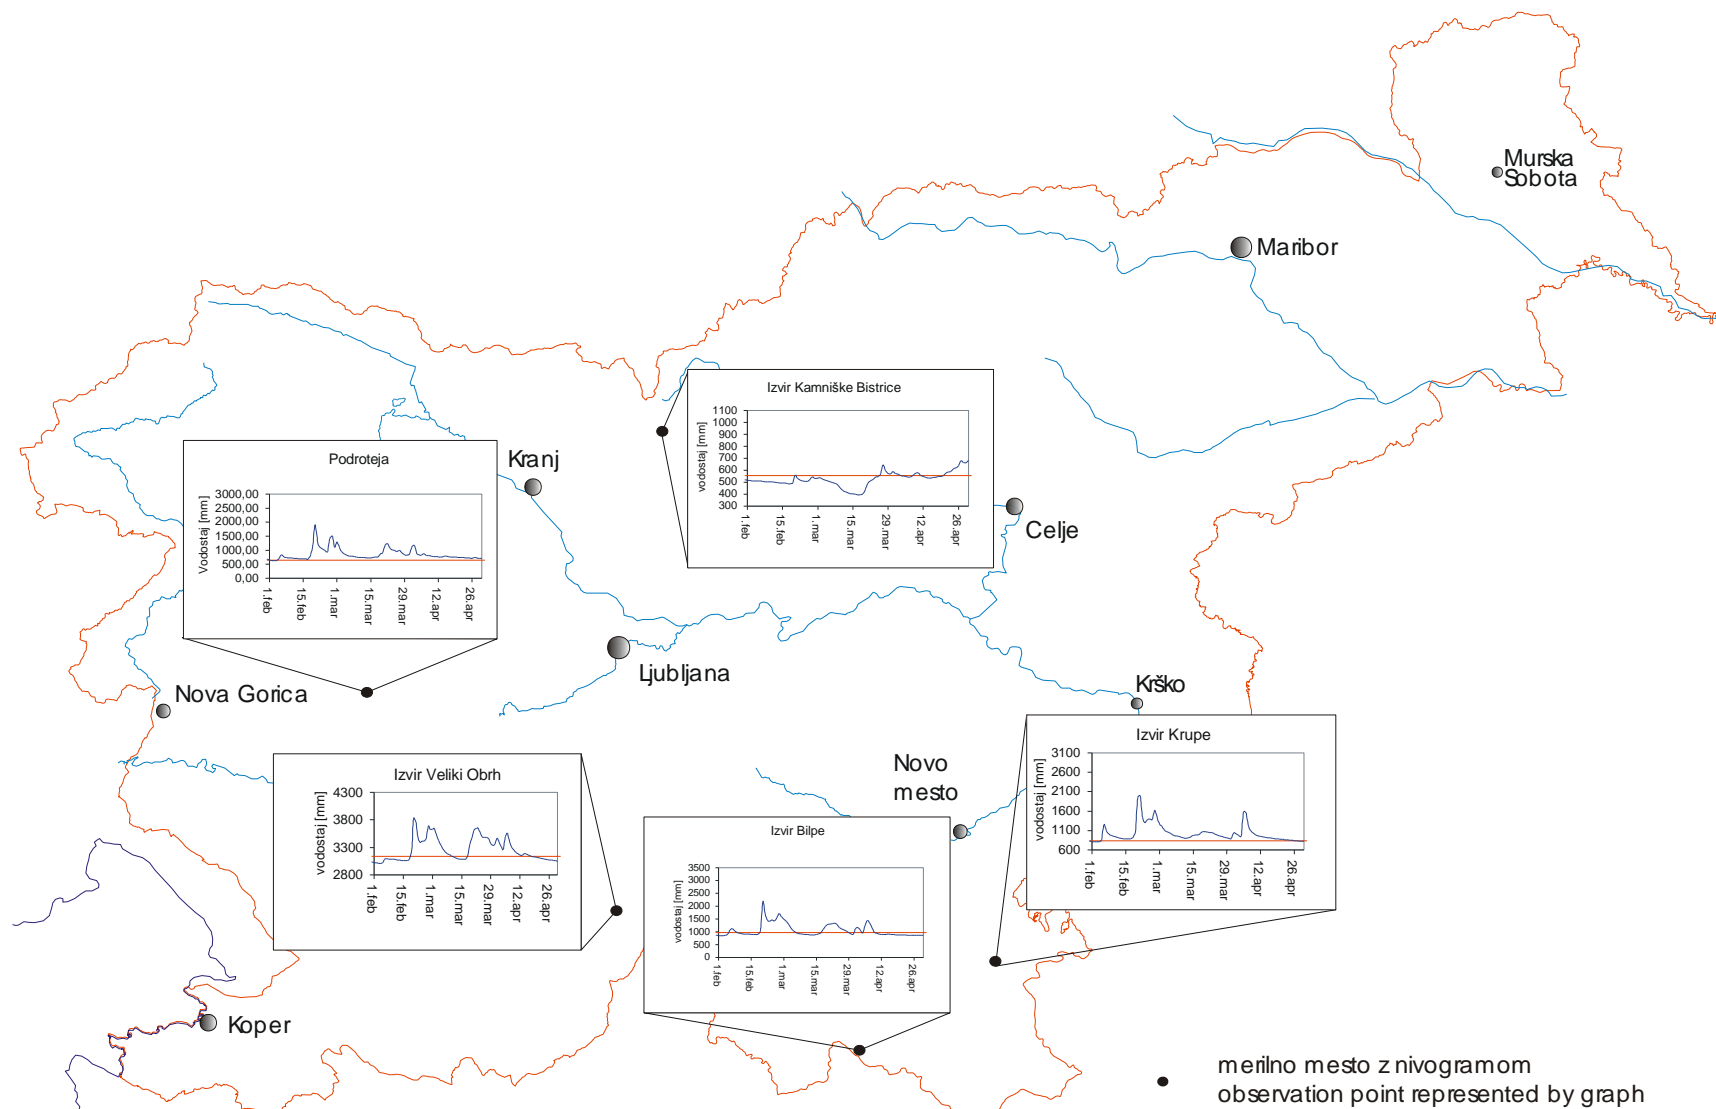 Murska
Sobota
Maribor
Izvir Kamniške Bistrice
vodostaj [mm]
1100
1000
900
800
700
600
500
400
300
1.feb
15.feb
1.mar
15.mar
29.mar
12.apr
26.apr
Podroteja
Vodostaj [mm]
3000,00
2500,00
2000,00
1500,00
1000,00
500,00
0,00
1.feb
15.feb
1.mar
15.mar
29.mar
12.apr
26.apr
Kranj
Celje
Ljubljana
Nova Gorica
Krško
Izvir Krupe
vodostaj [mm]
3100
2600
2100
1600
1100
600
1.feb
15.feb
1.mar
15.mar
29.mar
12.apr
26.apr
Izvir Veliki Obrh
vodostaj [mm]
4300
3800
3300
2800
1.feb
15.feb
1.mar
15.mar
29.mar
12.apr
26.apr
Novo
mesto
Izvir Bilpe
vodostaj [mm]
3500
3000
2500
2000
1500
1000
500
0
1.feb
15.feb
1.mar
15.mar
29.mar
12.apr
26.apr
Koper
merilno mesto z nivogramom
observation point represented by graph